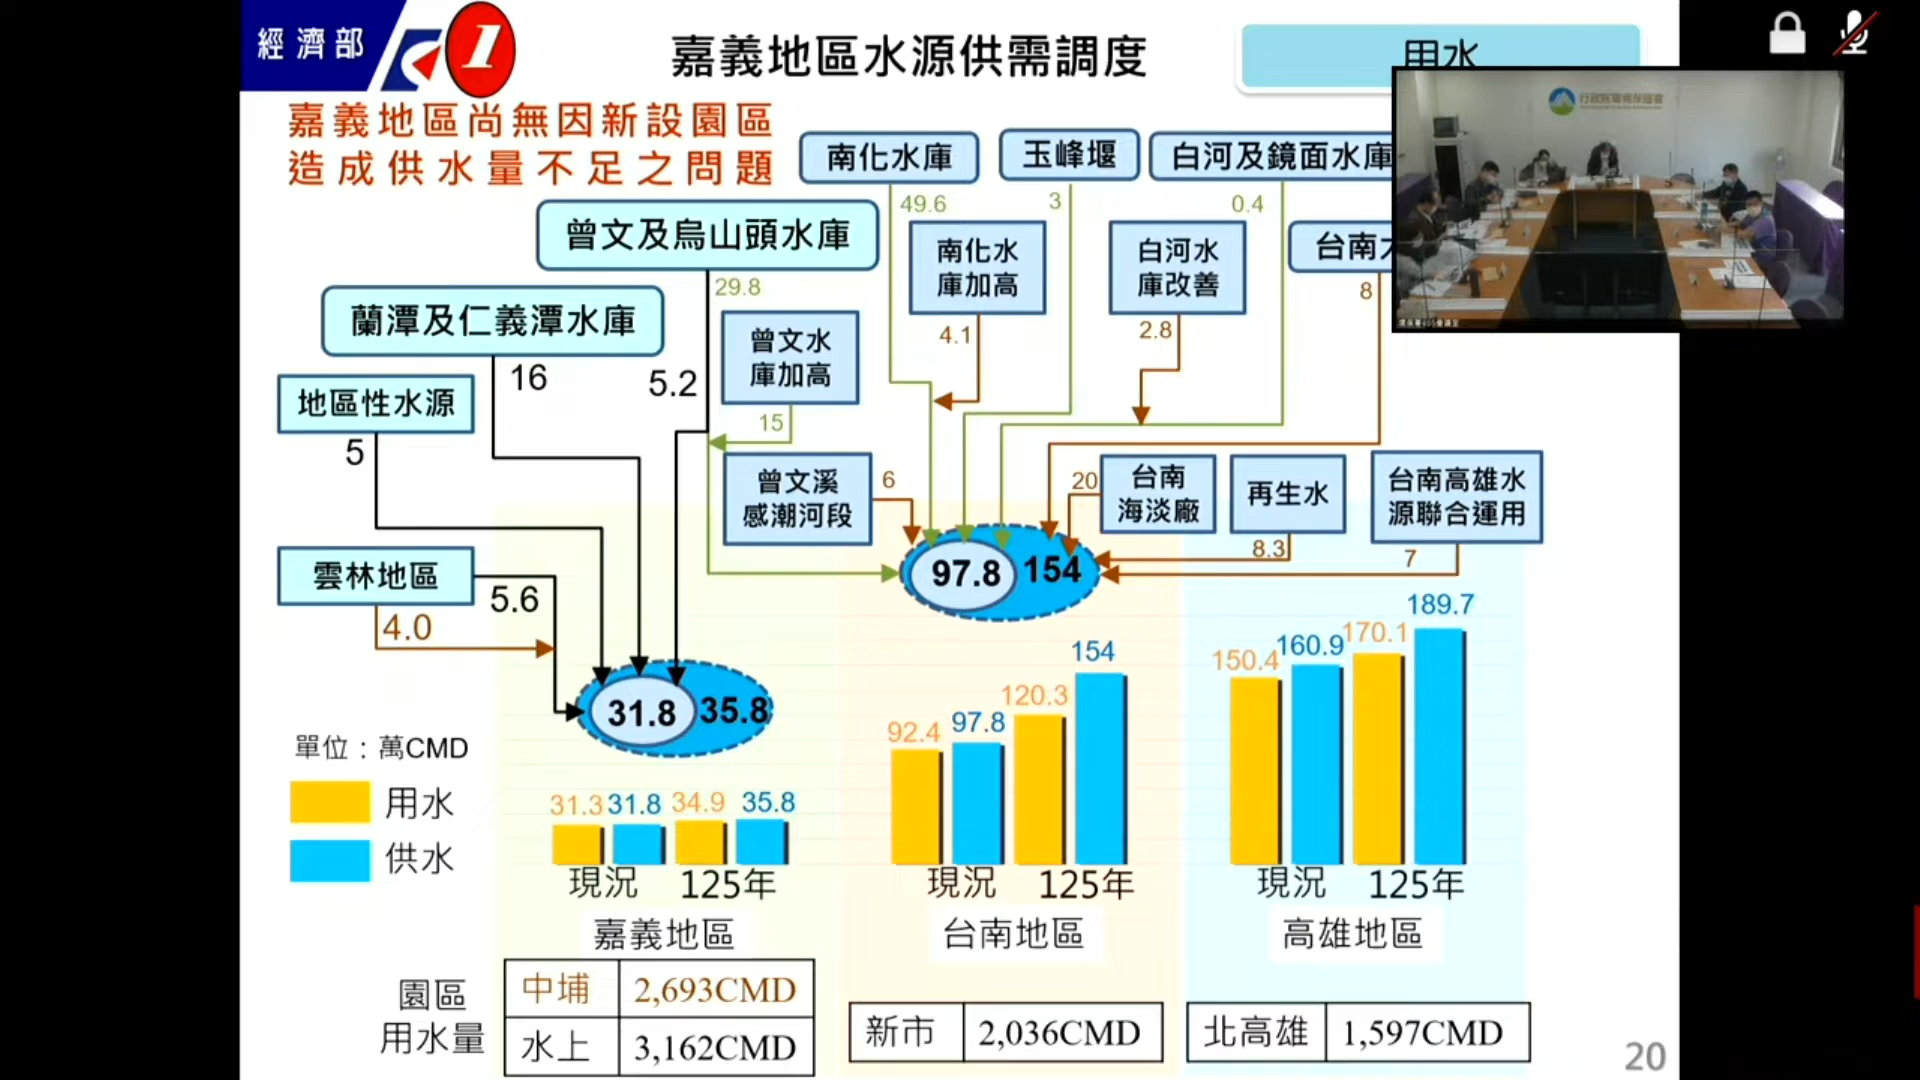 經濟部
1
嘉義地區水源供需調度
用水
嘉義地區尚無因新設園區
造成供水量不足之問題
行政院環境保護署
南化水庫
玉峰堰
白河及鏡面水庫
49.6
3
0.4
曾文及烏山頭水庫
南化水
庫加高
白河水
庫改善
台南
29.8
8
蘭潭及仁義潭水庫
曾文水
庫加高
4.1
2.8
16
5.2
地區性水源
15
5
曾文溪
感潮河段
6
20
台南
海淡廠
再生水
台南高雄水
源聯合運用
8.3
7
雲林地區
5.6
4.0
97.8
154
31.8
35.8
單位：萬CMD
用水
供水
31.3
31.8
34.9
35.8
現況
125年
嘉義地區
92.4
97.8
120.3
154
現況
125年
台南地區
150.4
160.9
170.1
189.7
現況
125年
高雄地區
園區
用水量
中埔 2,693CMD
水上 3,162CMD
新市 2,036CMD
北高雄 1,597CMD
20